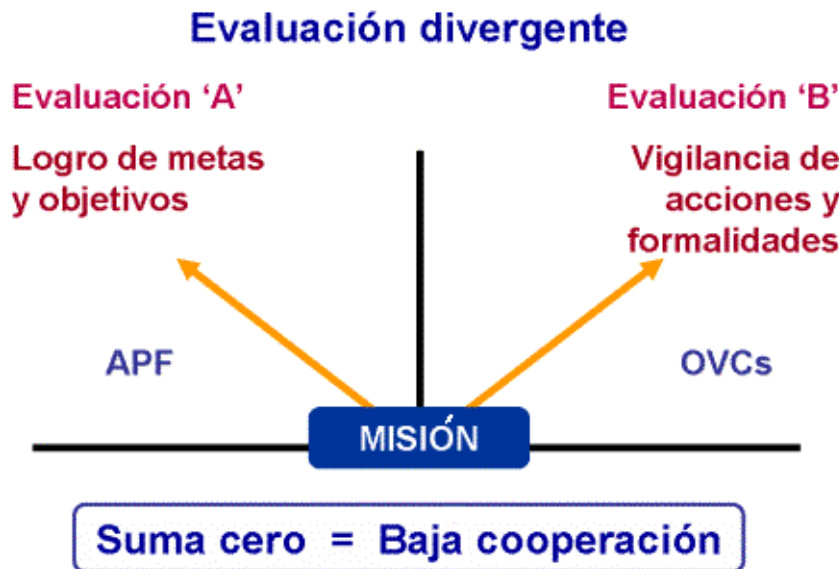 Evaluación divergente
Evaluación ‘A’
Logro de metas
y objetivos
Evaluación ‘B’
Vigilancia de
acciones y
formalidades
APF
OVCs
MISIÓN
Suma cero = Baja cooperación